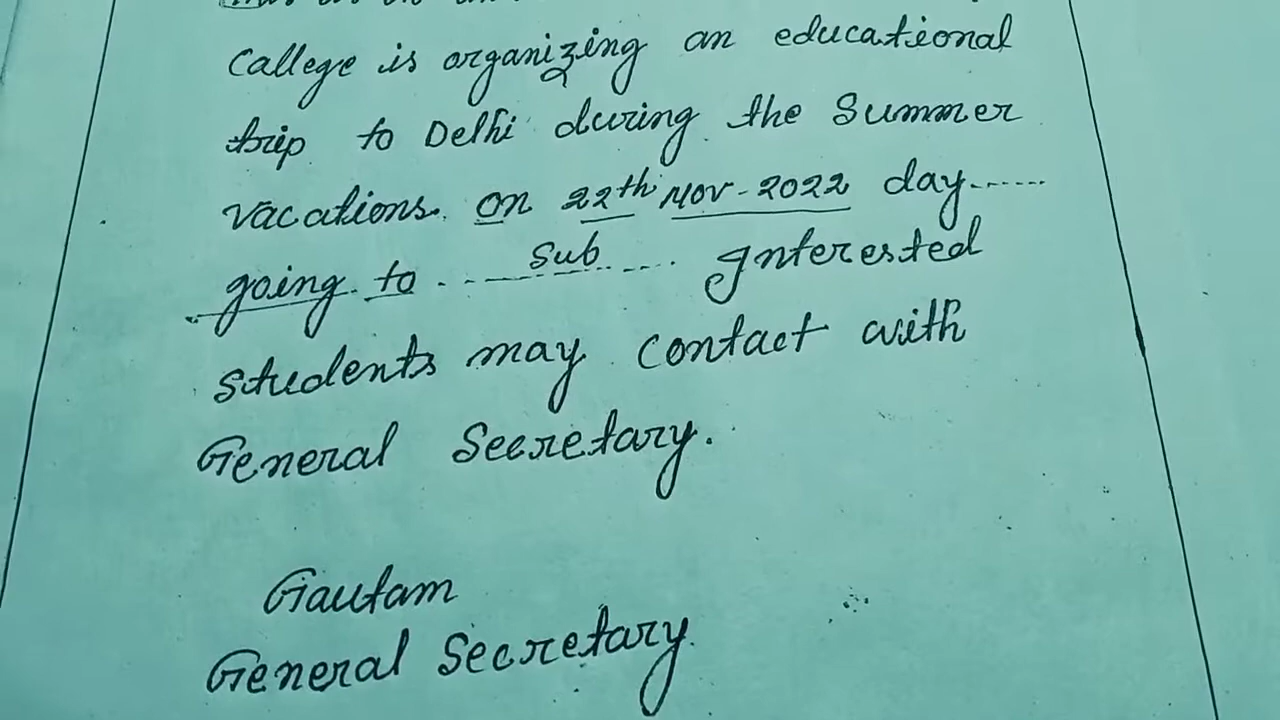 Callege is organizing an educational
trip to Delhi during the Summer
vacations. on 22th Nov-2022 day......
going to ........ Sub ..... Interested
students may contact with
General Secretary.
Gautam
General Secretary